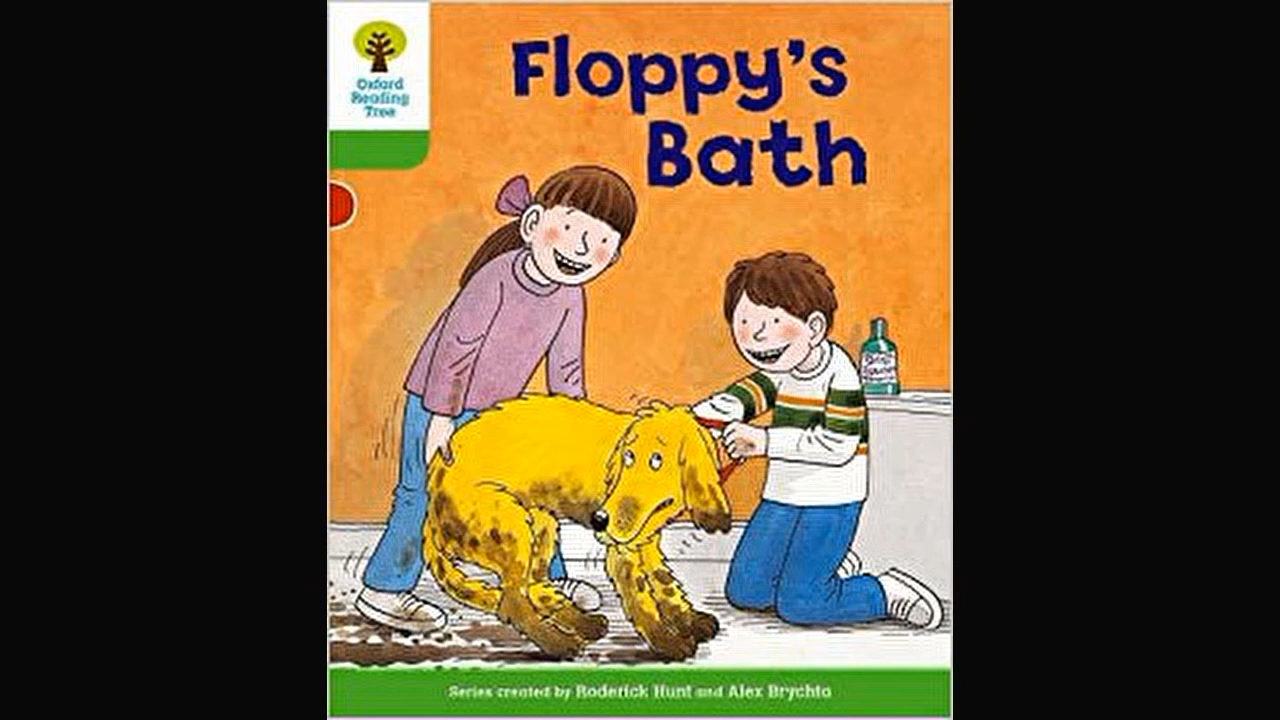 Oxford
Reading
Tree
Floppy's
Bath
Series created by Roderick Hunt and Alex Brychta